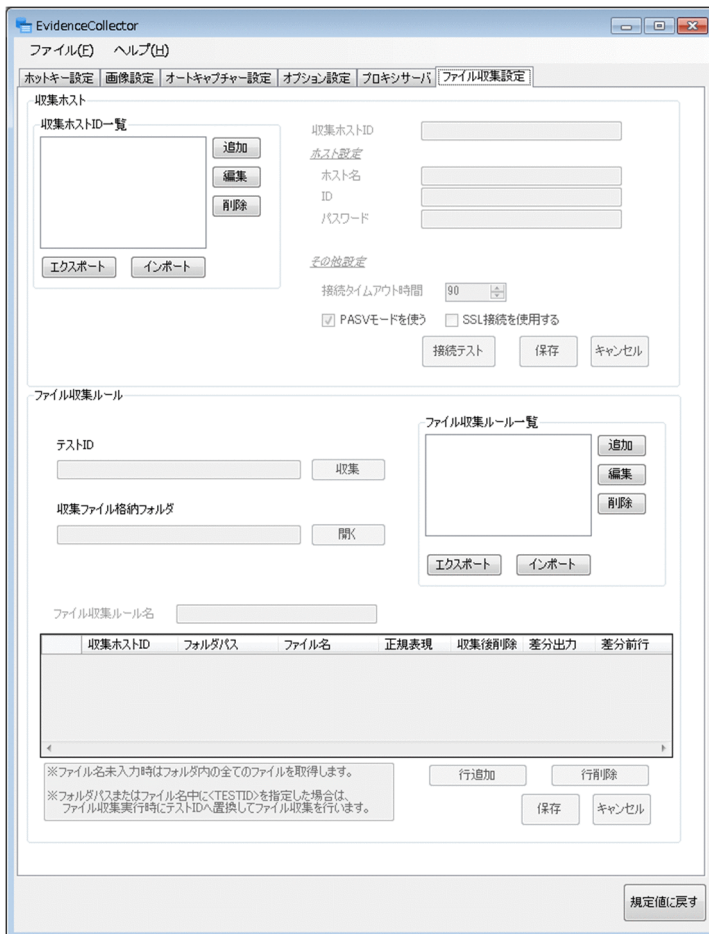 EvidenceCollector
ファイル(F) ヘルプ(H)
ホットキー設定 画像設定 オートキャプチャー設定 オプション設定 プロキシサーバ ファイル収集設定
収集ホスト
収集ホストID一覧
追加
編集
削除
エクスポート インポート
収集ホストID
ホスト設定
ホスト名
ID
パスワード
その他設定
接続タイムアウト時間 90
PASVモードを使う SSL接続を使用する
接続テスト 保存 キャンセル
ファイル収集ルール
テストID
収集
収集ファイル格納フォルダ
開く
ファイル収集ルール一覧
追加
編集
削除
エクスポート インポート
ファイル収集ルール名
収集ホストID フォルダパス ファイル名 正規表現 収集後削除 差分出力 差分前行
※ファイル名未入力時はフォルダ内の全てのファイルを取得します。
※フォルダパスまたはファイル名中に<TESTID>を指定した場合は、
ファイル収集実行時にテストIDへ置換してファイル収集を行います。
行追加 行削除
保存 キャンセル
規定値に戻す